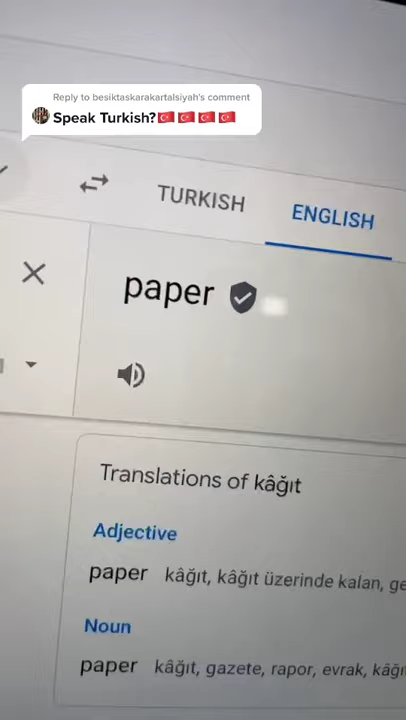 Reply to besiktaskarakartalsiyah's comment
Speak Turkish?🇹🇷🇹🇷🇹🇷🇹🇷
TURKISH
ENGLISH
paper
Translations of kâğıt
Adjective
paper kâğıt, kâğıt üzerinde kalan,
Noun
paper kâğıt, gazete, rapor, evrak,